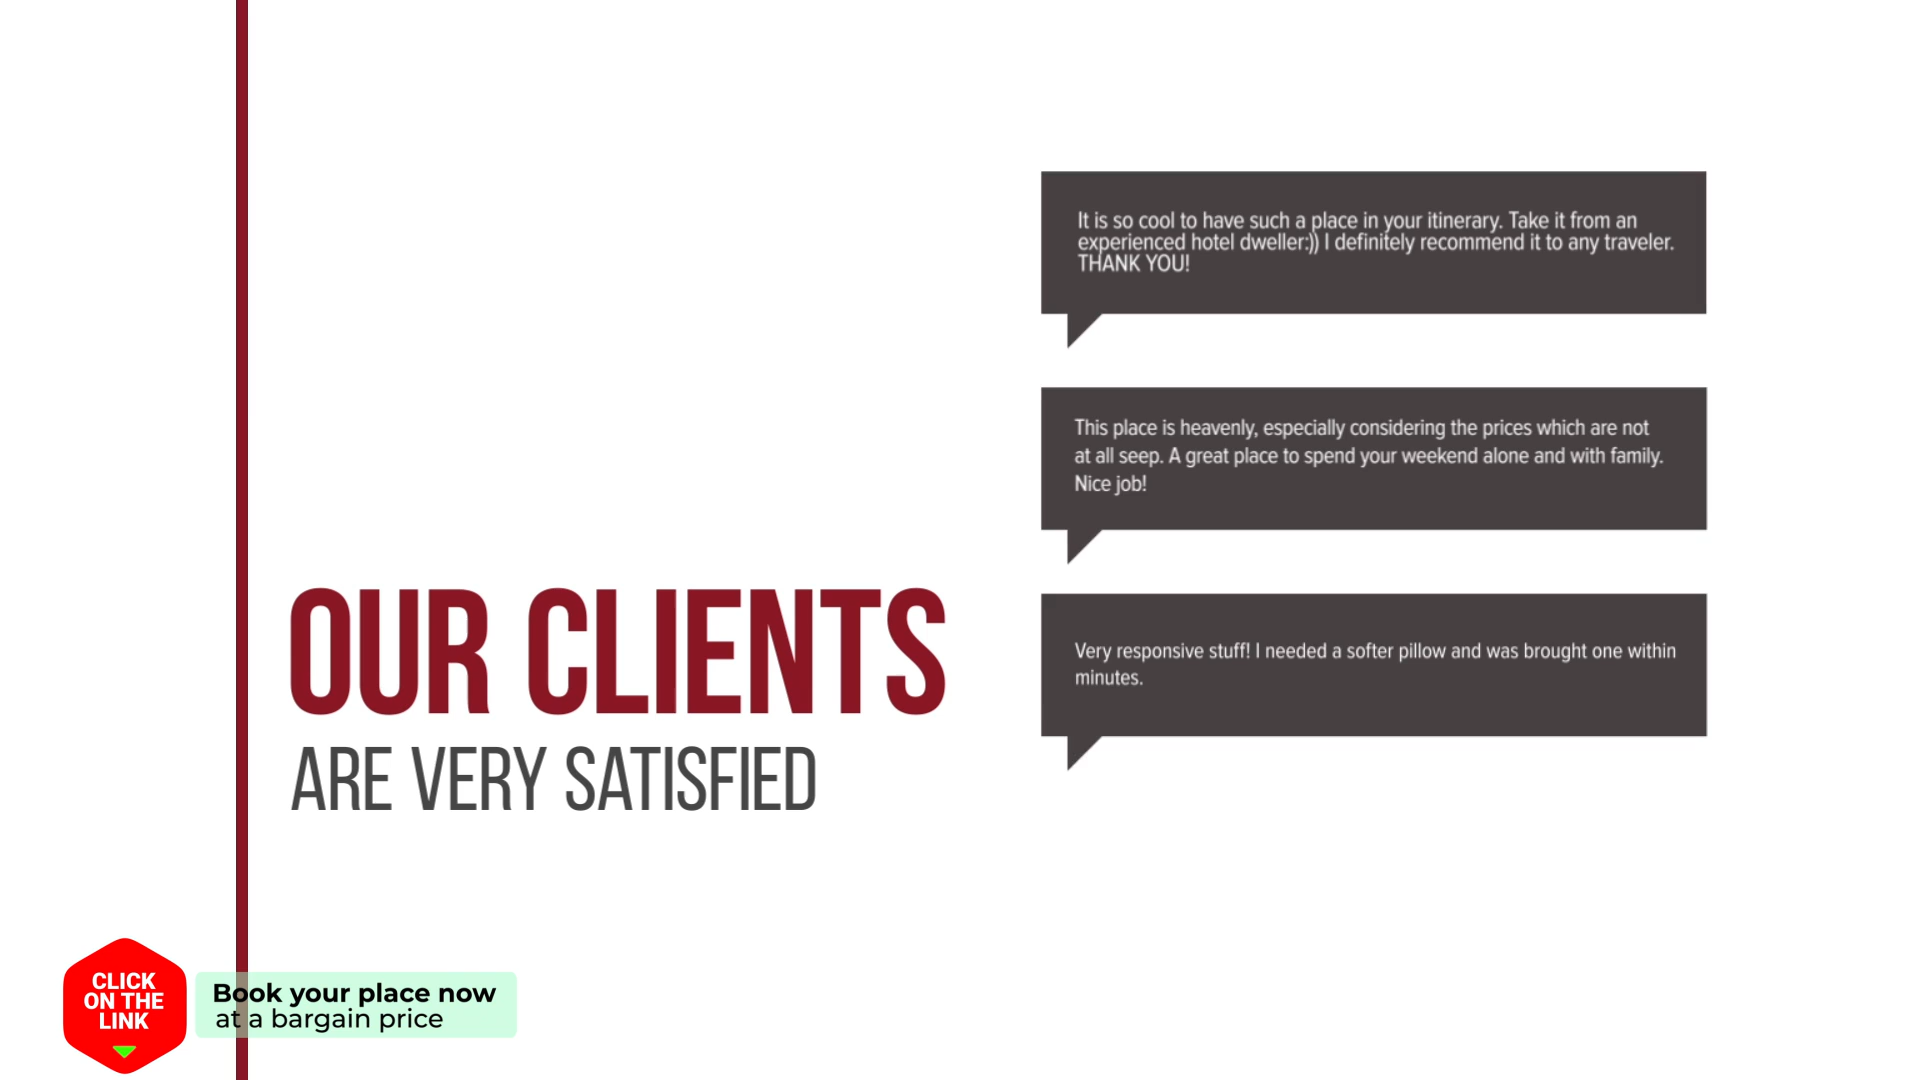 It is so cool to have such a place in your itinerary. Take it from an
experienced hotel dweller:)) I definitely recommend it to any traveler.
THANK YOU!
This place is heavenly, especially considering the prices which are not
at all seep. A great place to spend your weekend alone and with family.
Nice job!
Very responsive stuff! I needed a softer pillow and was brought one within
minutes.
OUR CLIENTS
ARE VERY SATISFIED
CLICK
ON THE
LINK
Book your place now
at a bargain price